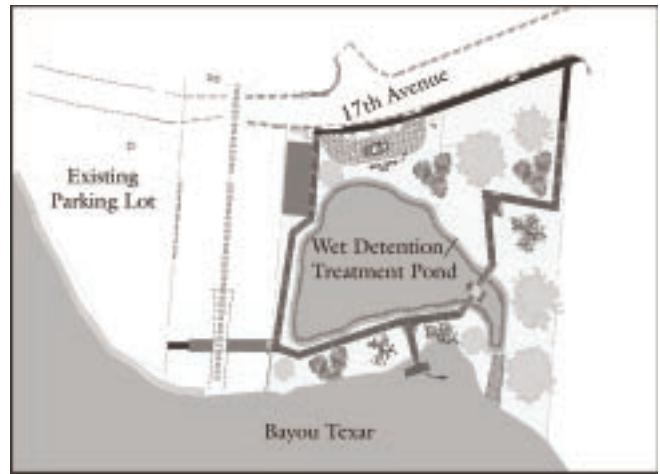 17th Avenue
Existing
Parking Lot
Wet Detention/
Treatment Pond
Bayou Texar